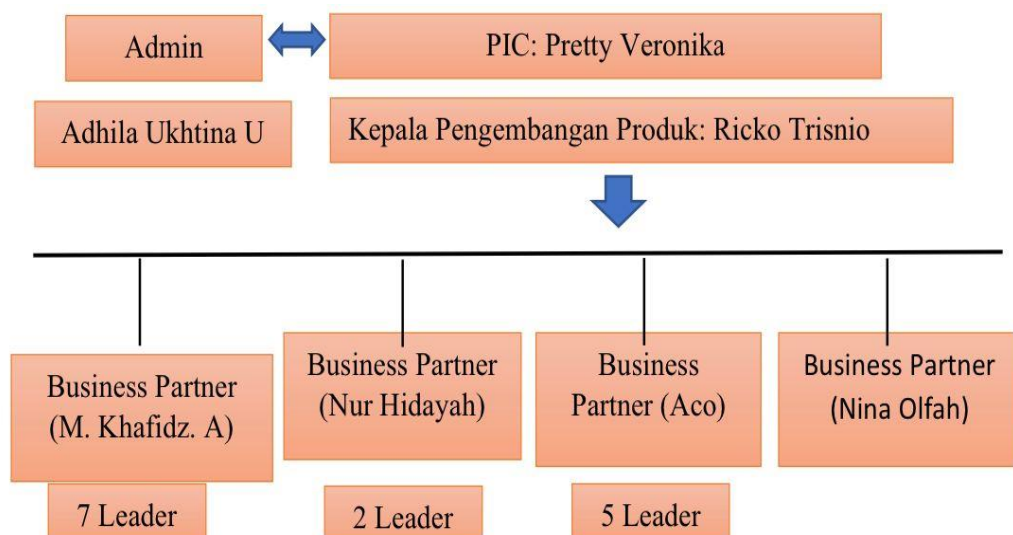 Admin
PIC: Pretty Veronika
Adhila Ukhtina U
Kepala Pengembangan Produk: Ricko Trisnio
Business Partner
(M. Khafidz. A)
Business Partner
(Nur Hidayah)
Business
Partner (Aco)
Business Partner
(Nina Olfah)
7 Leader
2 Leader
5 Leader